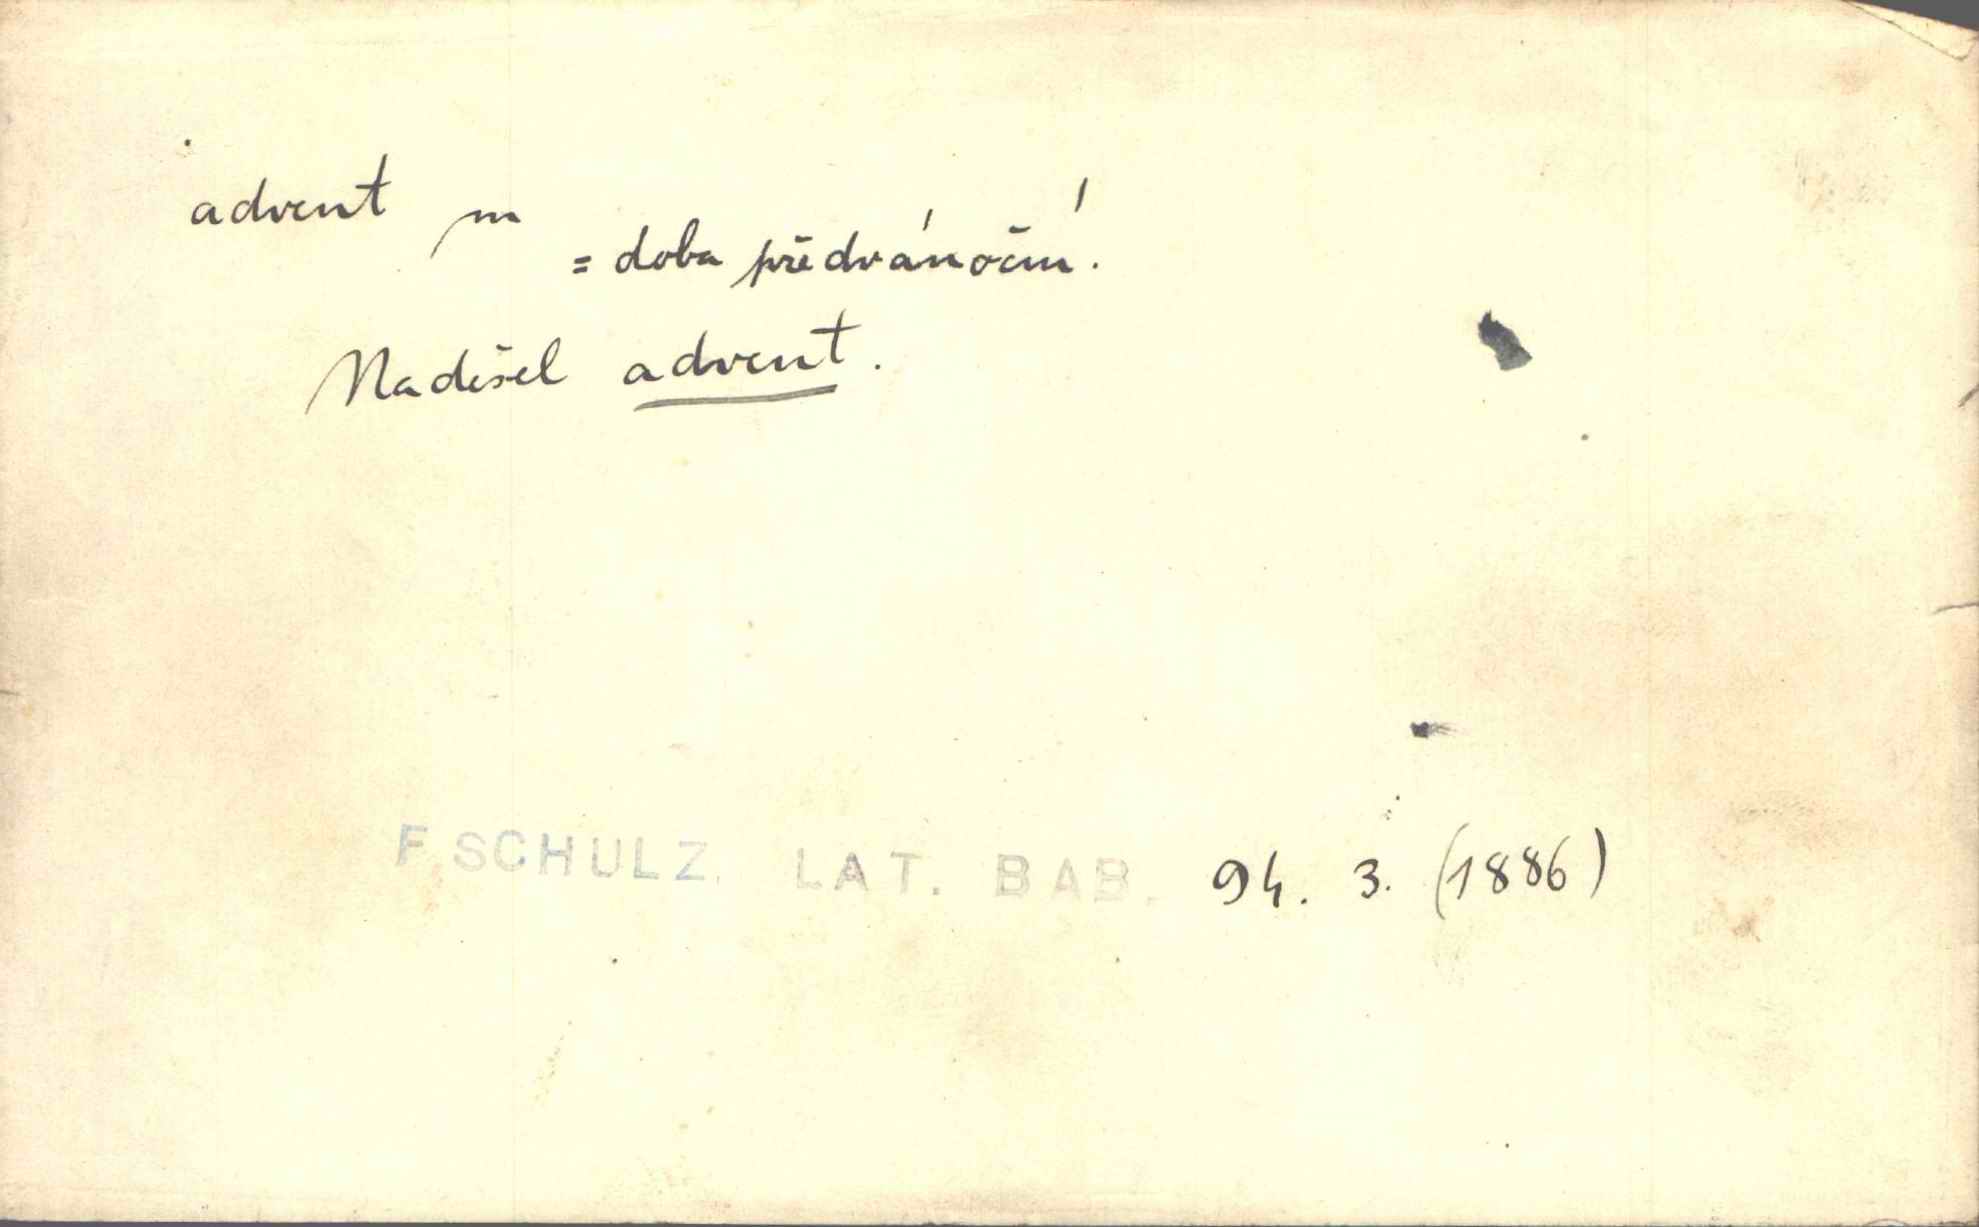 advent m
= doba předvánoční.
Nadešel advent.
F SCHULZ. LAT. BAB. 94. 3. (1886)